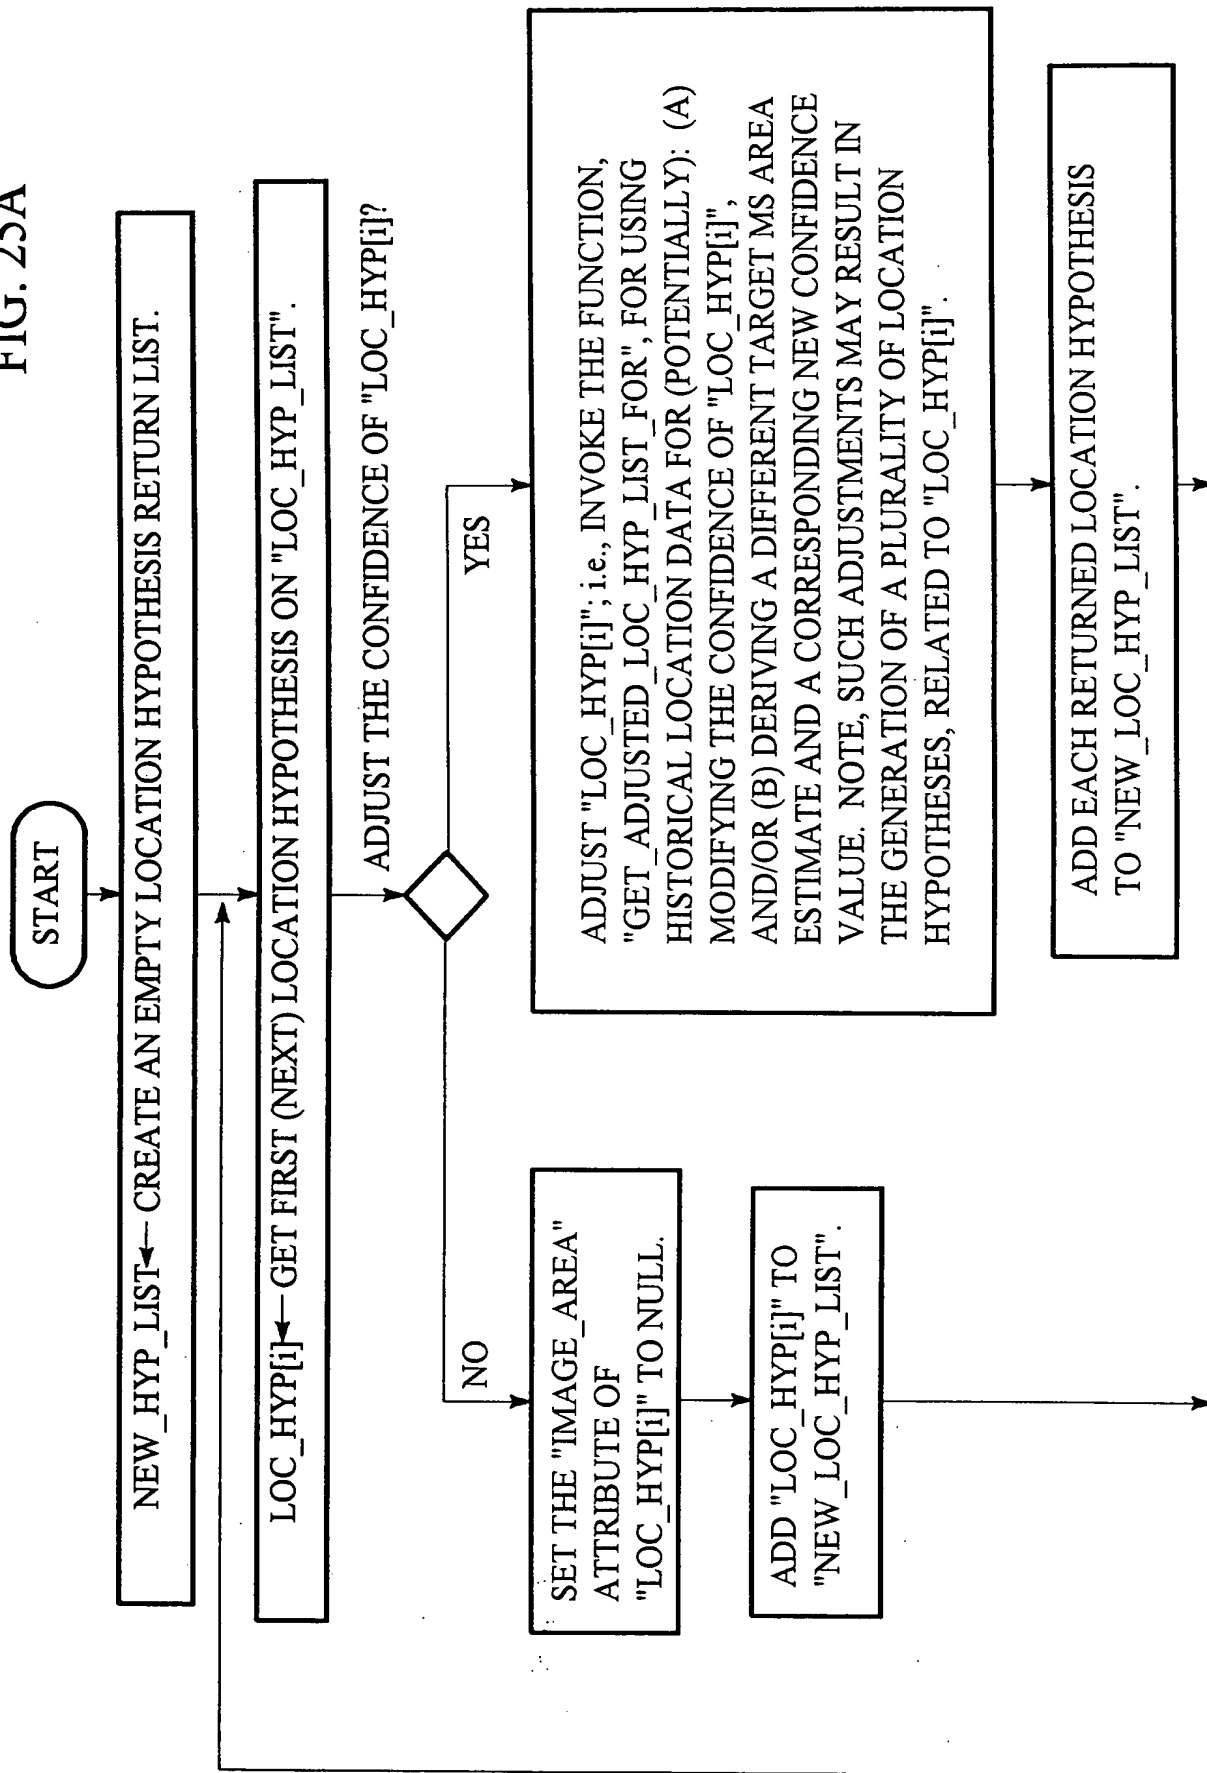 FIG. 25A
START
NEW_HYP_LIST← CREATE AN EMPTY LOCATION HYPOTHESIS RETURN LIST.
LOC_HYP[i]← GET FIRST (NEXT) LOCATION HYPOTHESIS ON "LOC_HYP_LIST".
ADJUST THE CONFIDENCE OF "LOC_HYP[i]?
NO
YES
SET THE "IMAGE_AREA"
ATTRIBUTE OF
"LOC_HYP[i]" TO NULL.
ADD "LOC_HYP[i]" TO
"NEW_LOC_HYP_LIST".
ADJUST "LOC_HYP[i]"; i.e., INVOKE THE FUNCTION,
"GET_ADJUSTED_LOC_HYP_LIST_FOR", FOR USING
HISTORICAL LOCATION DATA FOR (POTENTIALLY): (A)
MODIFYING THE CONFIDENCE OF "LOC_HYP[i]",
AND/OR (B) DERIVING A DIFFERENT TARGET MS AREA
ESTIMATE AND A CORRESPONDING NEW CONFIDENCE
VALUE. NOTE, SUCH ADJUSTMENTS MAY RESULT IN
THE GENERATION OF A PLURALITY OF LOCATION
HYPOTHESES, RELATED TO "LOC_HYP[i]".
ADD EACH RETURNED LOCATION HYPOTHESIS
TO "NEW_LOC_HYP_LIST".